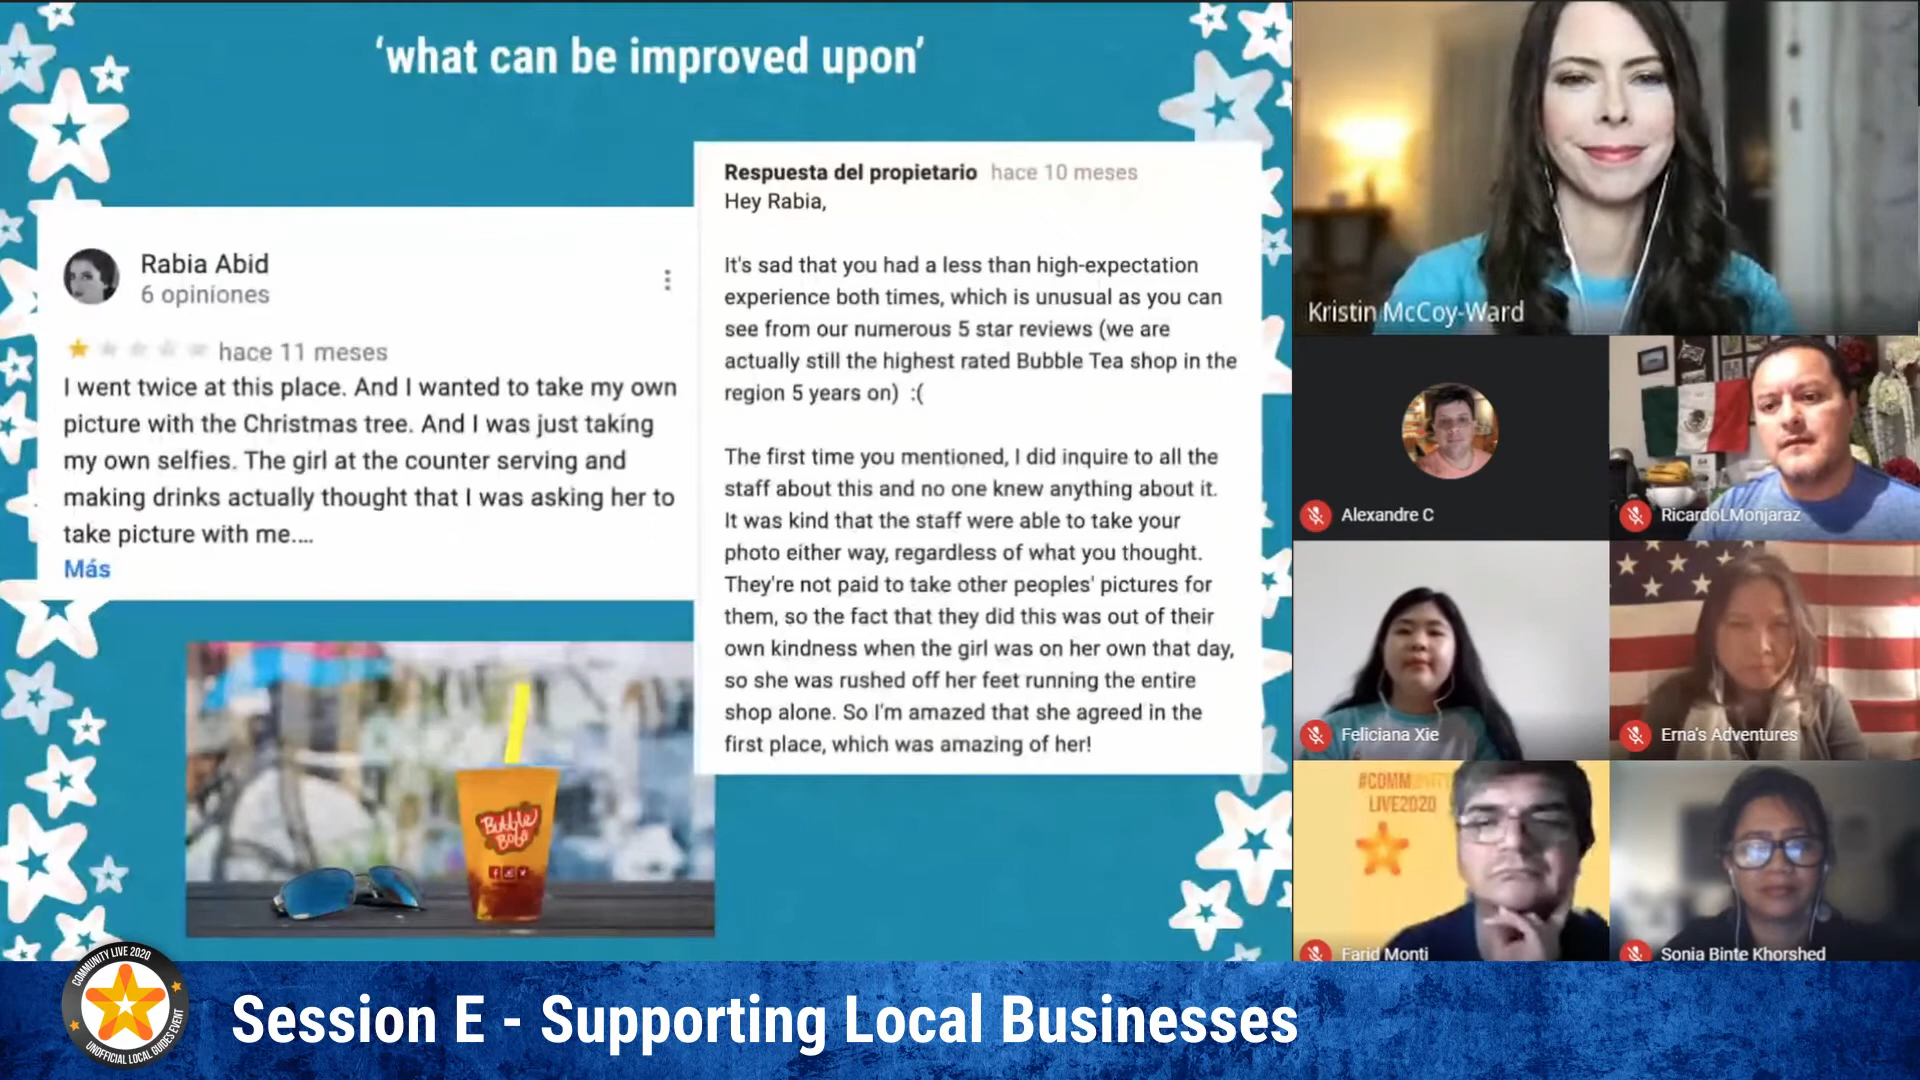 ‘what can be improved upon’
Rabia Abid
6 opiniones
hace 11 meses
I went twice at this place. And I wanted to take my own
picture with the Christmas tree. And I was just taking
my own selfies. The girl at the counter serving and
making drinks actually thought that I was asking her to
take picture with me....
Más
Respuesta del propietario hace 10 meses
Hey Rabia,
It's sad that you had a less than high-expectation
experience both times, which is unusual as you can
see from our numerous 5 star reviews (we are
actually still the highest rated Bubble Tea shop in the
region 5 years on) :(
The first time you mentioned, I did inquire to all the
staff about this and no one knew anything about it.
It was kind that the staff were able to take your
photo either way, regardless of what you thought.
They're not paid to take other peoples' pictures for
them, so the fact that they did this was out of their
own kindness when the girl was on her own that day,
so she was rushed off her feet running the entire
shop alone. So I'm amazed that she agreed in the
first place, which was amazing of her!
Bubble
Boba
Kristin McCoy-Ward
Alexandre C
RicardoLMonjaraz
Feliciana Xie
Erna's Adventures
#COMMUNITY
LIVE2020
Farid Monti
Sonia Binte Khorshed
COMMUNITY LIVE 2020
UNOFFICIAL LOCAL GUIDES EVENT
Session E - Supporting Local Businesses